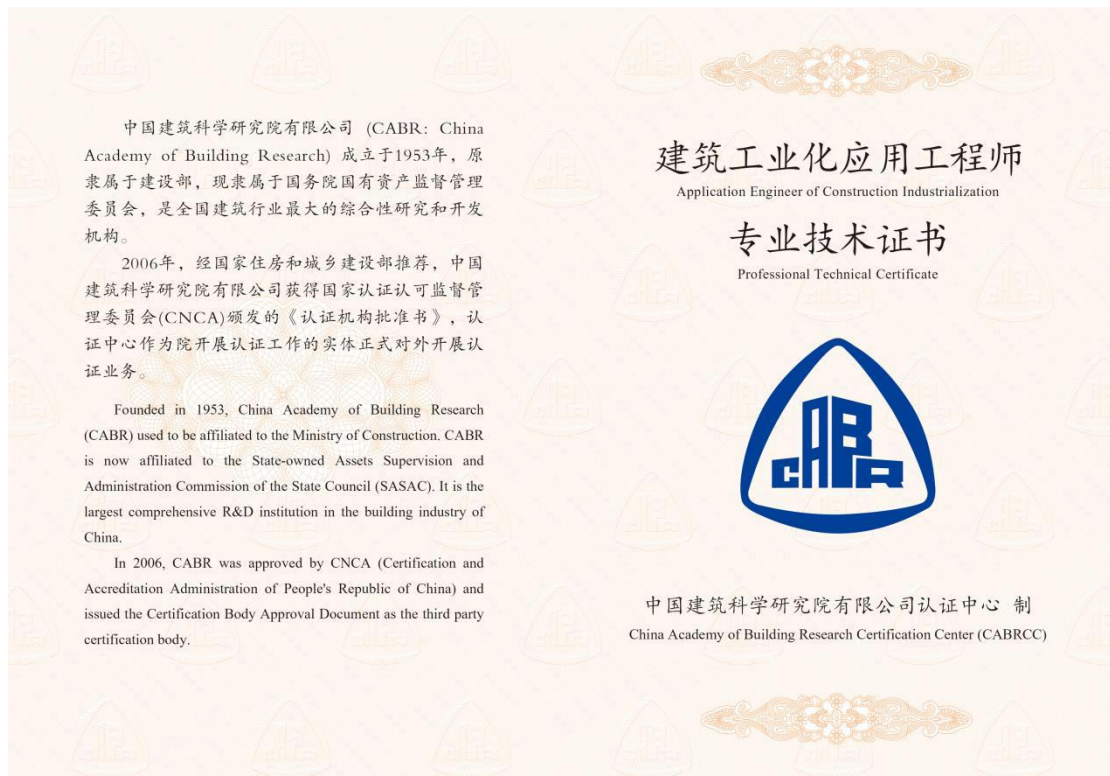 中国建筑科学研究院有限公司 (CABR: China
Academy of Building Research) 成立于1953年，原
隶属于建设部，现隶属于国务院国有资产监督管理
委员会，是全国建筑行业最大的综合性研究和开发
机构。
2006年，经国家住房和城乡建设部推荐，中国
建筑科学研究院有限公司获得国家认证认可监督管
理委员会(CNCA)颁发的《认证机构批准书》，认
证中心作为院开展认证工作的实体正式对外开展认
证业务。
Founded in 1953, China Academy of Building Research
(CABR) used to be affiliated to the Ministry of Construction. CABR
is now affiliated to the State-owned Assets Supervision and
Administration Commission of the State Council (SASAC). It is the
largest comprehensive R&D institution in the building industry of
China.
In 2006, CABR was approved by CNCA (Certification and
Accreditation Administration of People's Republic of China) and
issued the Certification Body Approval Document as the third party
certification body.
建筑工业化应用工程师
Application Engineer of Construction Industrialization
专业技术证书
Professional Technical Certificate
CABR
中国建筑科学研究院有限公司认证中心 制
China Academy of Building Research Certification Center (CABRCC)